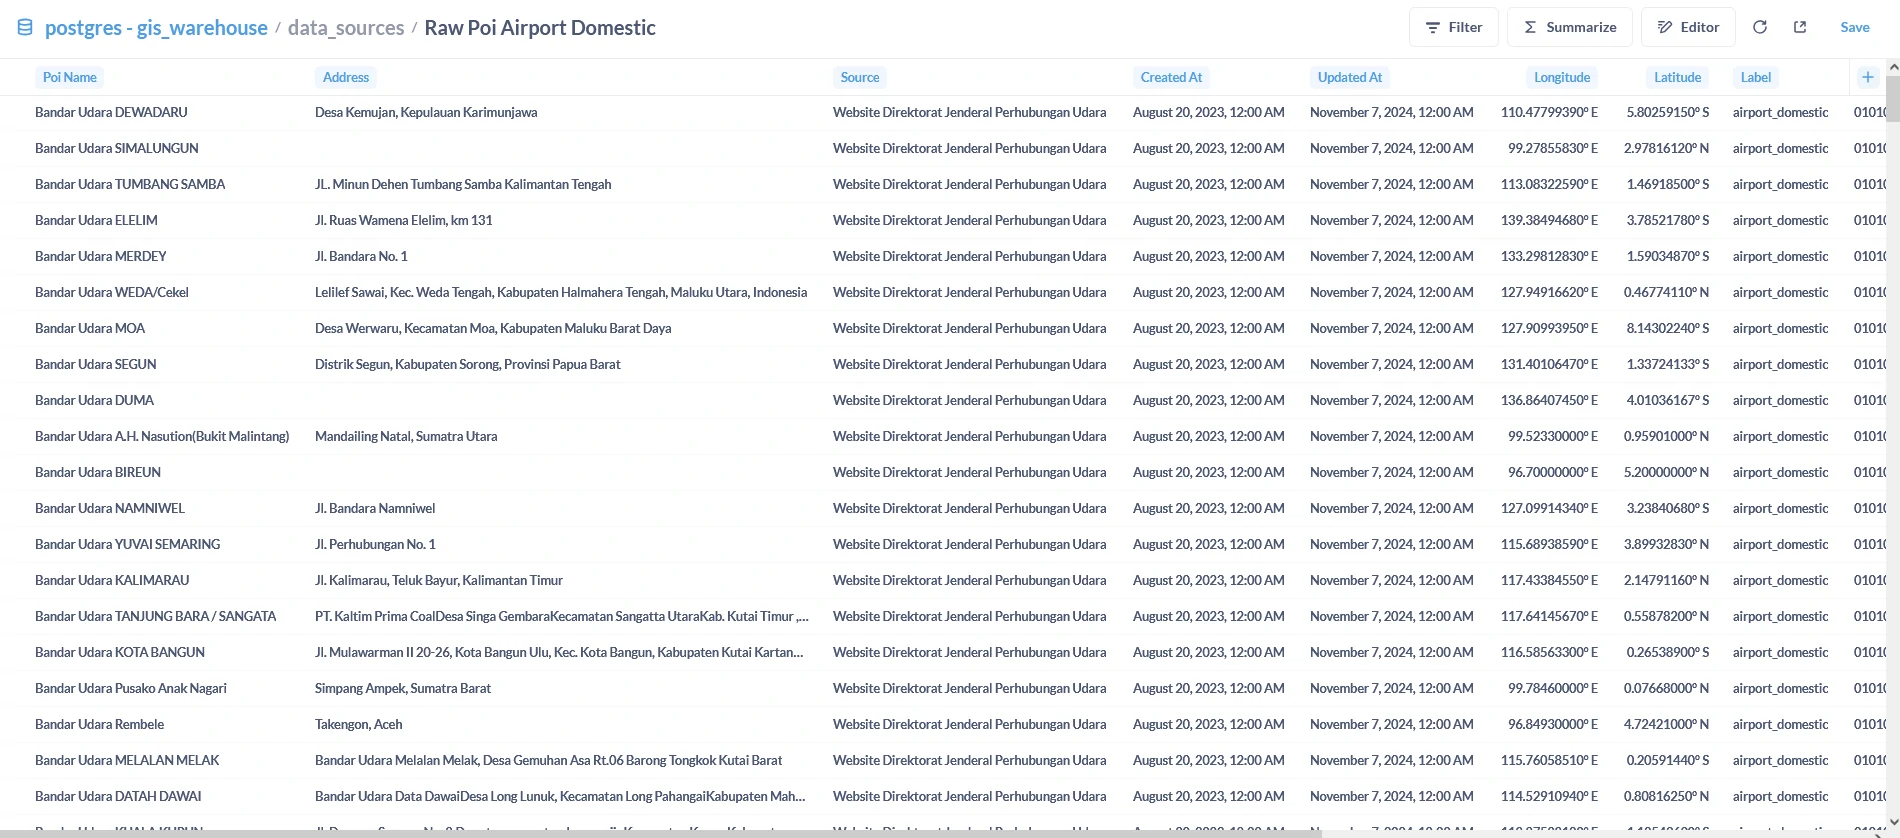 postgres - gis_warehouse / data_sources / Raw Poi Airport Domestic Filter Summarize Editor Save
Poi Name Address Source Created At Updated At Longitude Latitude Label +
Bandar Udara DEWADARU Desa Kemujan, Kepulauan Karimunjawa Website Direktorat Jenderal Perhubungan Udara August 20, 2023, 12:00 AM November 7, 2024, 12:00 AM 110.47799390° E 5.80259150° S airport_domestic 0101
Bandar Udara SIMALUNGUN Website Direktorat Jenderal Perhubungan Udara August 20, 2023, 12:00 AM November 7, 2024, 12:00 AM 99.27855830° E 2.97816120° N airport_domestic 0101
Bandar Udara TUMBANG SAMBA JL. Minun Dehen Tumbang Samba Kalimantan Tengah Website Direktorat Jenderal Perhubungan Udara August 20, 2023, 12:00 AM November 7, 2024, 12:00 AM 113.08322590° E 1.46918500° S airport_domestic 0101
Bandar Udara ELELIM Jl. Ruas Wamena Elelim, km 131 Website Direktorat Jenderal Perhubungan Udara August 20, 2023, 12:00 AM November 7, 2024, 12:00 AM 139.38494680° E 3.78521780° S airport_domestic 0101
Bandar Udara MERDEY Jl. Bandara No. 1 Website Direktorat Jenderal Perhubungan Udara August 20, 2023, 12:00 AM November 7, 2024, 12:00 AM 133.29812830° E 1.59034870° S airport_domestic 0101
Bandar Udara WEDA/Cekel Lelilef Sawai, Kec. Weda Tengah, Kabupaten Halmahera Tengah, Maluku Utara, Indonesia Website Direktorat Jenderal Perhubungan Udara August 20, 2023, 12:00 AM November 7, 2024, 12:00 AM 127.94916620° E 0.46774110° N airport_domestic 0101
Bandar Udara MOA Desa Werwaru, Kecamatan Moa, Kabupaten Maluku Barat Daya Website Direktorat Jenderal Perhubungan Udara August 20, 2023, 12:00 AM November 7, 2024, 12:00 AM 127.90993950° E 8.14302240° S airport_domestic 0101
Bandar Udara SEGUN Distrik Segun, Kabupaten Sorong, Provinsi Papua Barat Website Direktorat Jenderal Perhubungan Udara August 20, 2023, 12:00 AM November 7, 2024, 12:00 AM 131.40106470° E 1.33724133° S airport_domestic 0101
Bandar Udara DUMA Website Direktorat Jenderal Perhubungan Udara August 20, 2023, 12:00 AM November 7, 2024, 12:00 AM 136.86407450° E 4.01036167° S airport_domestic 0101
Bandar Udara A.H. Nasution(Bukit Malintang) Mandailing Natal, Sumatra Utara Website Direktorat Jenderal Perhubungan Udara August 20, 2023, 12:00 AM November 7, 2024, 12:00 AM 99.52330000° E 0.95901000° N airport_domestic 0101
Bandar Udara BIREUN Website Direktorat Jenderal Perhubungan Udara August 20, 2023, 12:00 AM November 7, 2024, 12:00 AM 96.70000000° E 5.20000000° N airport_domestic 0101
Bandar Udara NAMNIWEL Jl. Bandara Namniwel Website Direktorat Jenderal Perhubungan Udara August 20, 2023, 12:00 AM November 7, 2024, 12:00 AM 127.09914340° E 3.23840680° S airport_domestic 0101
Bandar Udara YUVAI SEMARING Jl. Perhubungan No. 1 Website Direktorat Jenderal Perhubungan Udara August 20, 2023, 12:00 AM November 7, 2024, 12:00 AM 115.68938590° E 3.89932830° N airport_domestic 0101
Bandar Udara KALIMARAU Jl. Kalimarau, Teluk Bayur, Kalimantan Timur Website Direktorat Jenderal Perhubungan Udara August 20, 2023, 12:00 AM November 7, 2024, 12:00 AM 117.43384550° E 2.14791160° N airport_domestic 0101
Bandar Udara TANJUNG BARA / SANGATA PT. Kaltim Prima CoalDesa Singa GembaraKecamatan Sangatta UtaraKab. Kutai Timur ,... Website Direktorat Jenderal Perhubungan Udara August 20, 2023, 12:00 AM November 7, 2024, 12:00 AM 117.64145670° E 0.55878200° N airport_domestic 0101
Bandar Udara KOTA BANGUN Jl. Mulawarman II 20-26, Kota Bangun Ulu, Kec. Kota Bangun, Kabupaten Kutai Kartan... Website Direktorat Jenderal Perhubungan Udara August 20, 2023, 12:00 AM November 7, 2024, 12:00 AM 116.58563300° E 0.26538900° S airport_domestic 0101
Bandar Udara Pusako Anak Nagari Simpang Ampek, Sumatra Barat Website Direktorat Jenderal Perhubungan Udara August 20, 2023, 12:00 AM November 7, 2024, 12:00 AM 99.78460000° E 0.07668000° N airport_domestic 0101
Bandar Udara Rembele Takengon, Aceh Website Direktorat Jenderal Perhubungan Udara August 20, 2023, 12:00 AM November 7, 2024, 12:00 AM 96.84930000° E 4.72421000° N airport_domestic 0101
Bandar Udara MELALAN MELAK Bandar Udara Melalan Melak, Desa Gemuhan Asa Rt.06 Barong Tongkok Kutai Barat Website Direktorat Jenderal Perhubungan Udara August 20, 2023, 12:00 AM November 7, 2024, 12:00 AM 115.76058510° E 0.20591440° S airport_domestic 0101
Bandar Udara DATAH DAWAI Bandar Udara Data DawaiDesa Long Lunuk, Kecamatan Long PahangaiKabupaten Mah... Website Direktorat Jenderal Perhubungan Udara August 20, 2023, 12:00 AM November 7, 2024, 12:00 AM 114.52910940° E 0.80816250° N airport_domestic 0101